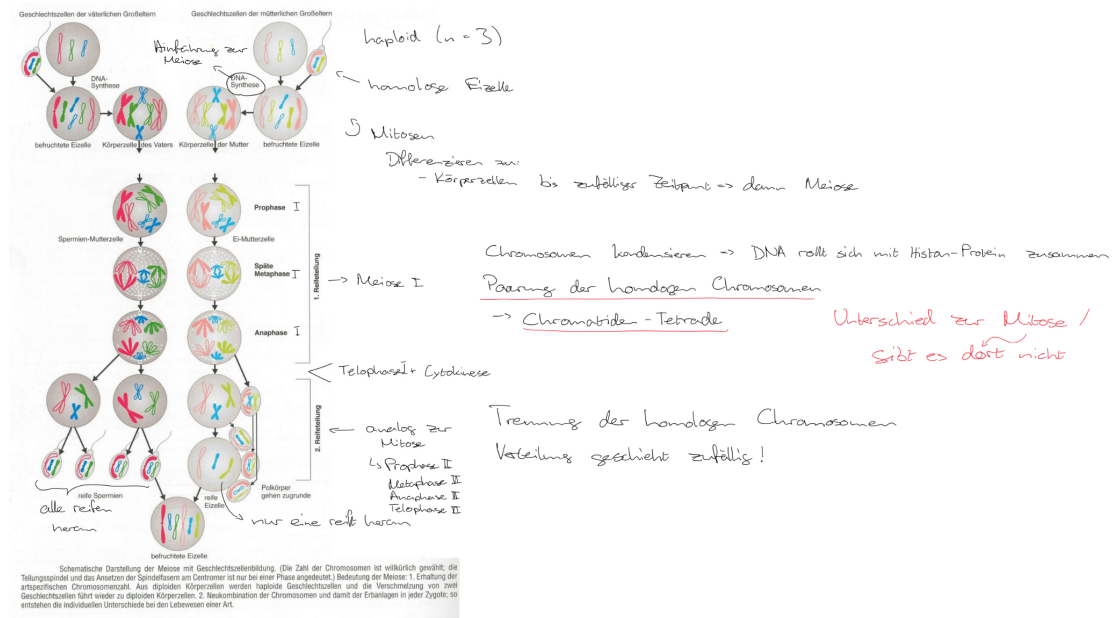 Geschlechtszellen der väterlichen Großeltern
Geschlechtszellen der mütterlichen Großeltern
haploid (n = 3)
Einführung zur
Meiose
DNA-
Synthese
DNA-
Synthese
homologe Eizelle
befruchtete Eizelle
Körperzelle des Vaters
Körperzelle der Mutter
befruchtete Eizelle
Mitosen
Differenzieren zu:
- Körperzellen bis zufälliger Zeitpunt => dann Meiose
Prophase I
Spermien-Mutterzelle
Ei-Mutterzelle
Späte
Metaphase I
Anaphase I
1. Reifeteilung
→ Meiose I
Chromosomen kondensieren => DNA rollt sich mit Histon-Protein zusammen
Paarung der homologen Chromosomen
→ Chromatiden-Tetrade
Unterschied zur Mitose /
gibt es dort nicht
Telophase I + Cytokinese
2. Reifeteilung
← analog zur
Mitose
↳ Prophase II
Metaphase II
Anaphase II
Telophase II
Trennung der homologen Chromosomen
Verteilung geschieht zufällig!
reife Spermien
alle reifen
heran
reife
Eizelle
Polkörper
gehen zugrunde
nur eine reift heran
befruchtete Eizelle
Schematische Darstellung der Meiose mit Geschlechtszellenbildung. (Die Zahl der Chromosomen ist willkürlich gewählt; die
Teilungsspindel und das Ansetzen der Spindelfasern am Centromer ist nur bei einer Phase angedeutet.) Bedeutung der Meiose: 1. Erhaltung der
artspezifischen Chromosomenzahl. Aus diploiden Körperzellen werden haploide Geschlechtszellen und die Verschmelzung von zwei
Geschlechtszellen führt wieder zu diploiden Körperzellen. 2. Neukombination der Chromosomen und damit der Erbanlagen in jeder Zygote; so
entstehen die individuellen Unterschiede bei den Lebewesen einer Art.